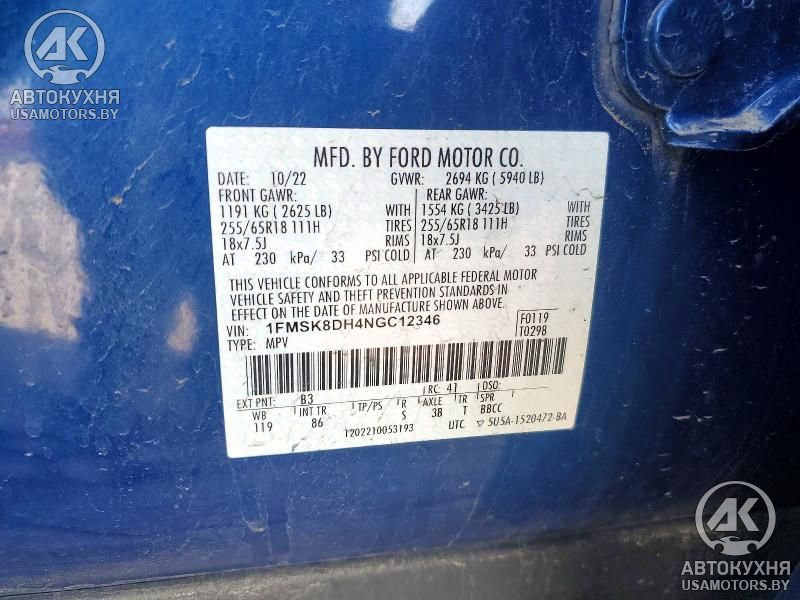 АК
АВТОКУХНЯ
USAMOTORS.BY
MFD. BY FORD MOTOR CO.
DATE: 10/22 GVWR: 2694 KG ( 5940 LB)
FRONT GAWR: REAR GAWR:
1191 KG ( 2625 LB) WITH 1554 KG ( 3425 LB) WITH
255/65R18 111H TIRES 255/65R18 111H TIRES
18x7.5J RIMS 18x7.5J RIMS
AT 230 kPa/ 33 PSI COLD AT 230 kPa/ 33 PSI COLD
THIS VEHICLE CONFORMS TO ALL APPLICABLE FEDERAL MOTOR
VEHICLE SAFETY AND THEFT PREVENTION STANDARDS IN
EFFECT ON THE DATE OF MANUFACTURE SHOWN ABOVE.
VIN: 1FMSK8DH4NGC12346 F0119
TYPE: MPV T0298
EXT PNT: B3 RC: 41 DSO:
WB INT TR TP/PS R AXLE TR SPR
119 86 S 3B T BBCC
1202210053193 UTC ▽ 5U5A-1520472-BA
АК
АВТОКУХНЯ
USAMOTORS.BY